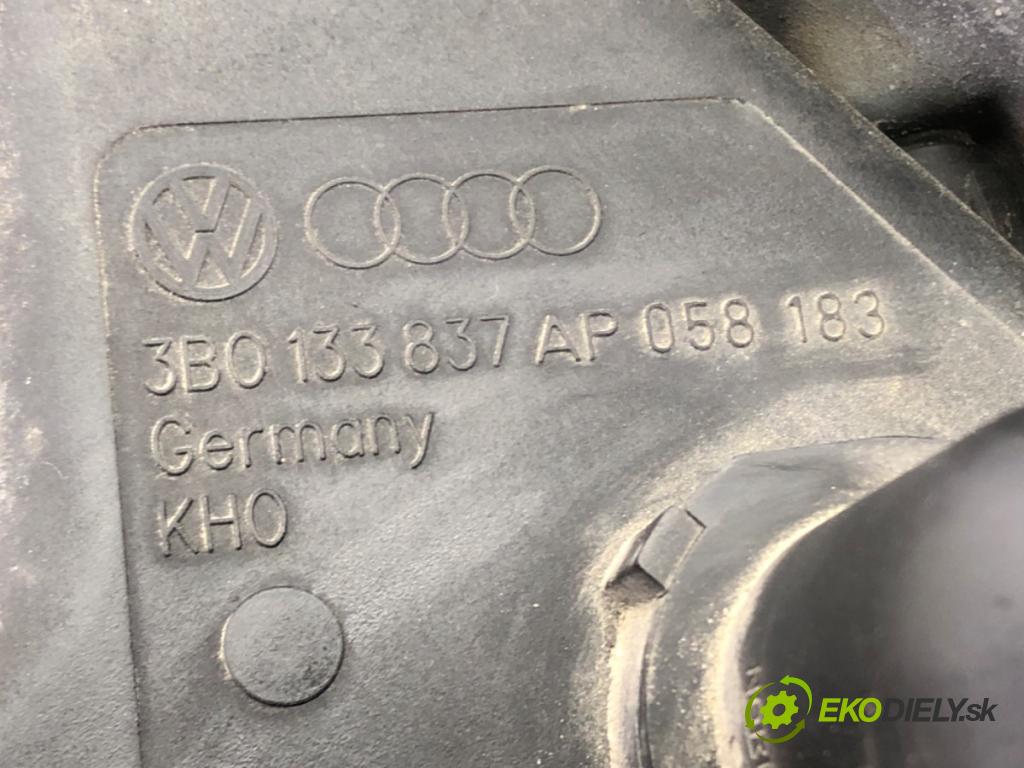 3B0 133 837 AP 058 183
Germany
KH0
EKODIELY.sk